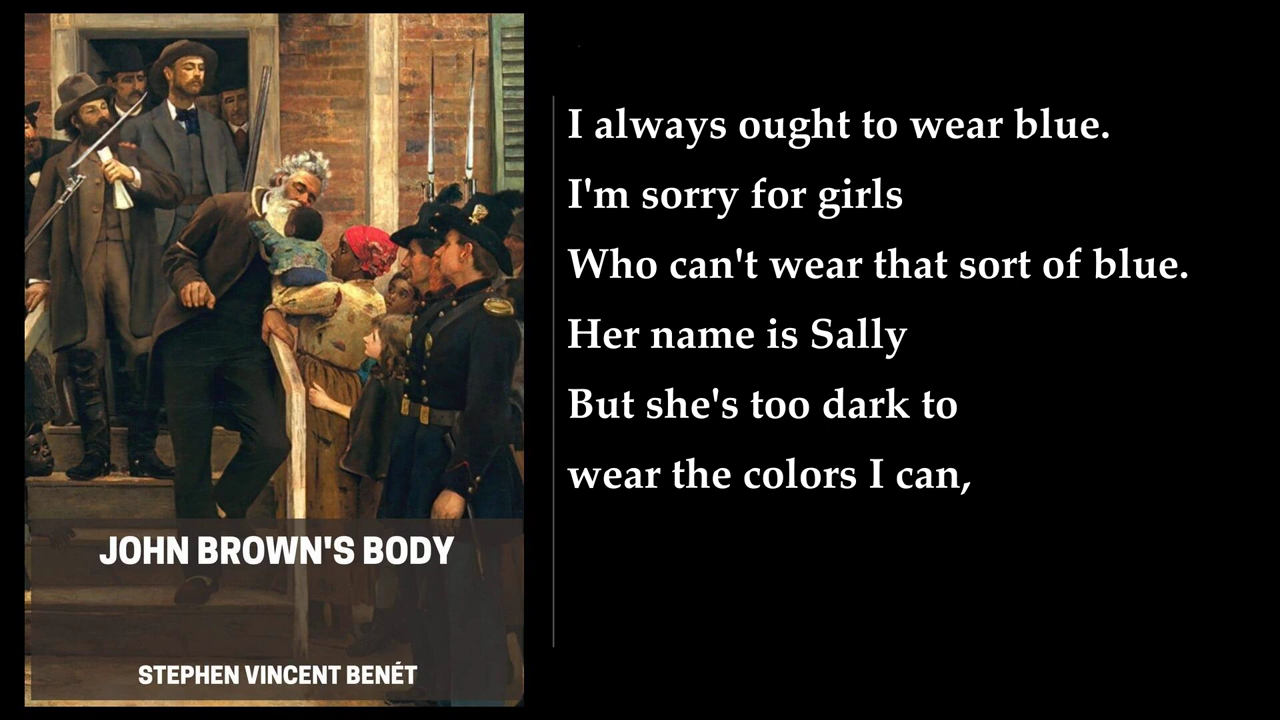 JOHN BROWN'S BODY
STEPHEN VINCENT BENÉT
I always ought to wear blue.
I'm sorry for girls
Who can't wear that sort of blue.
Her name is Sally
But she's too dark to
wear the colors I can,